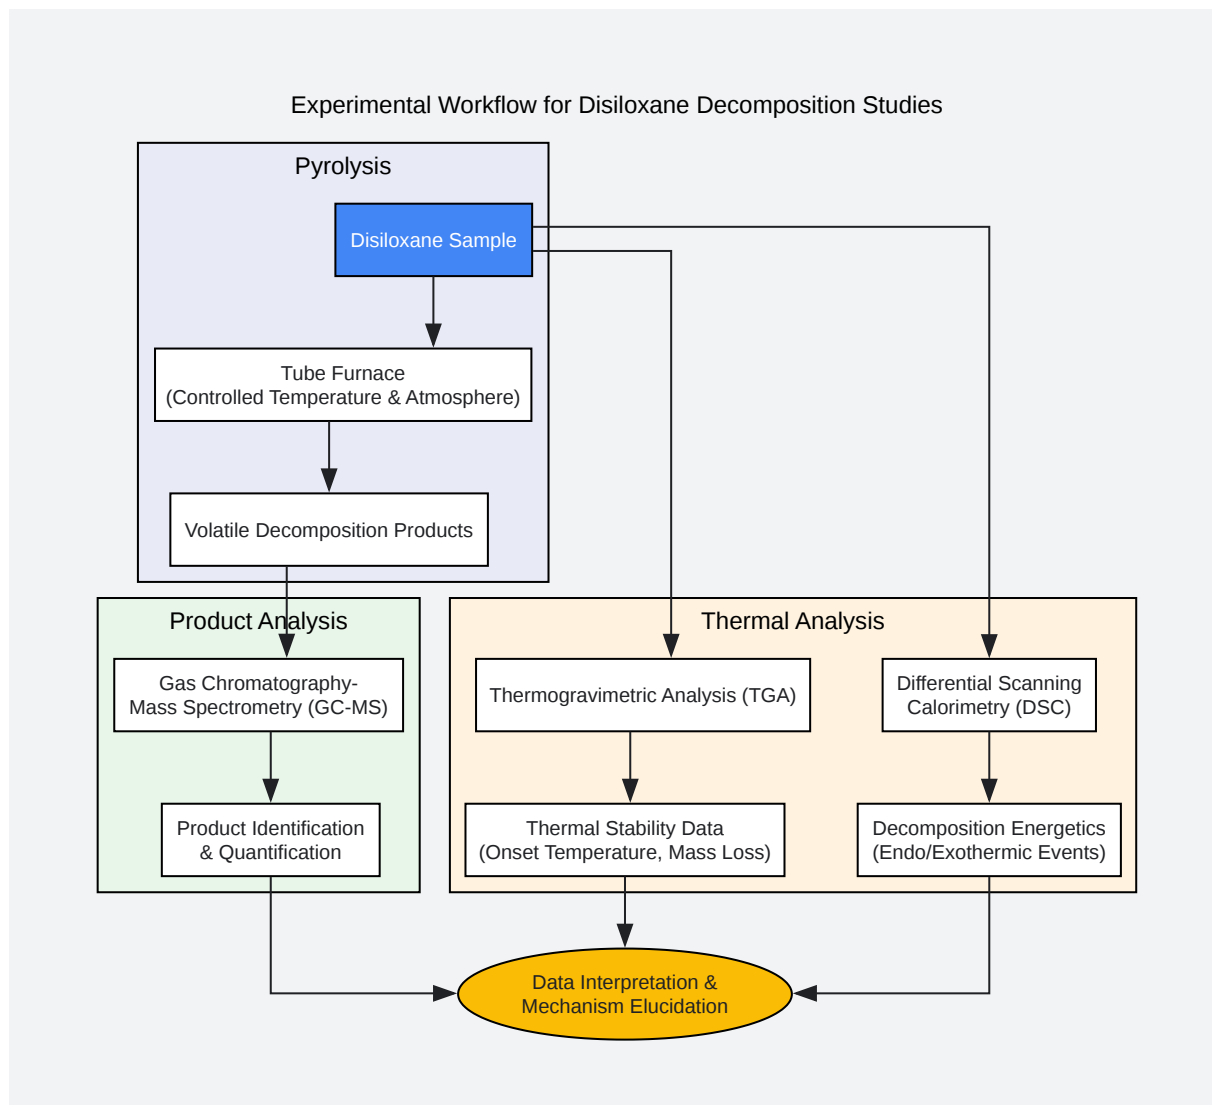 Experimental Workflow for Disiloxane Decomposition Studies
Pyrolysis
Disiloxane Sample
Tube Furnace
(Controlled Temperature & Atmosphere)
Volatile Decomposition Products
Product Analysis
Gas Chromatography-
Mass Spectrometry (GC-MS)
Product Identification
& Quantification
Thermal Analysis
Thermogravimetric Analysis (TGA)
Thermal Stability Data
(Onset Temperature, Mass Loss)
Differential Scanning
Calorimetry (DSC)
Decomposition Energetics
(Endo/Exothermic Events)
Data Interpretation &
Mechanism Elucidation